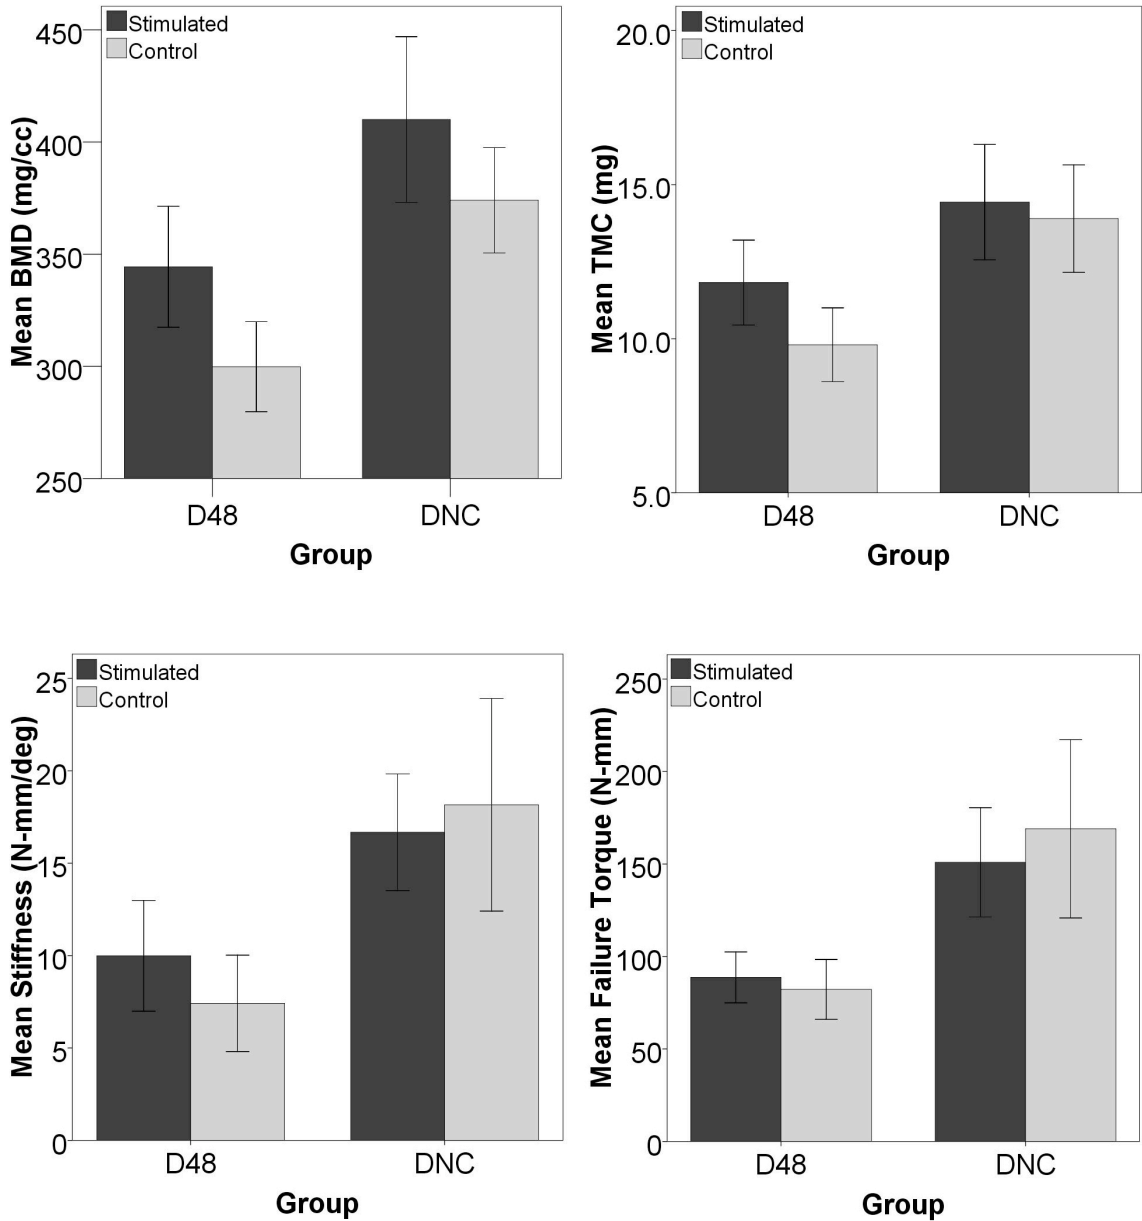 Mean BMD (mg/cc)
450
400
350
300
250
Stimulated
Control
D48
DNC
Group
Mean TMC (mg)
20.0
15.0
10.0
5.0
Stimulated
Control
D48
DNC
Group
Mean Stiffness (N-mm/deg)
25
20
15
10
5
0
Stimulated
Control
D48
DNC
Group
Mean Failure Torque (N-mm)
250
200
150
100
50
0
Stimulated
Control
D48
DNC
Group